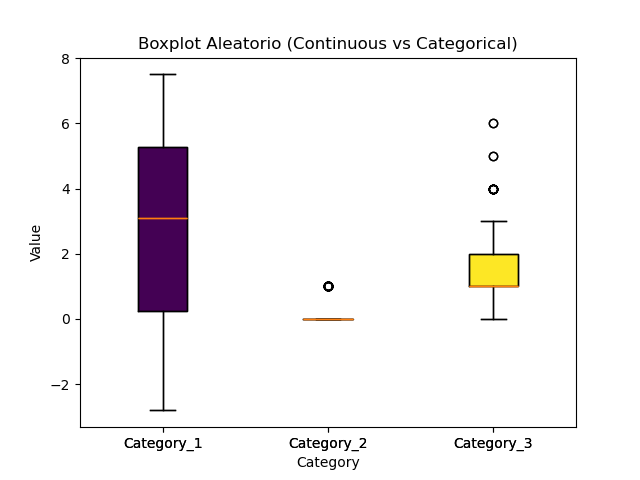 Boxplot Aleatorio (Continuous vs Categorical)
8
6
4
2
0
−2
Value
Category_1 Category_2 Category_3
Category